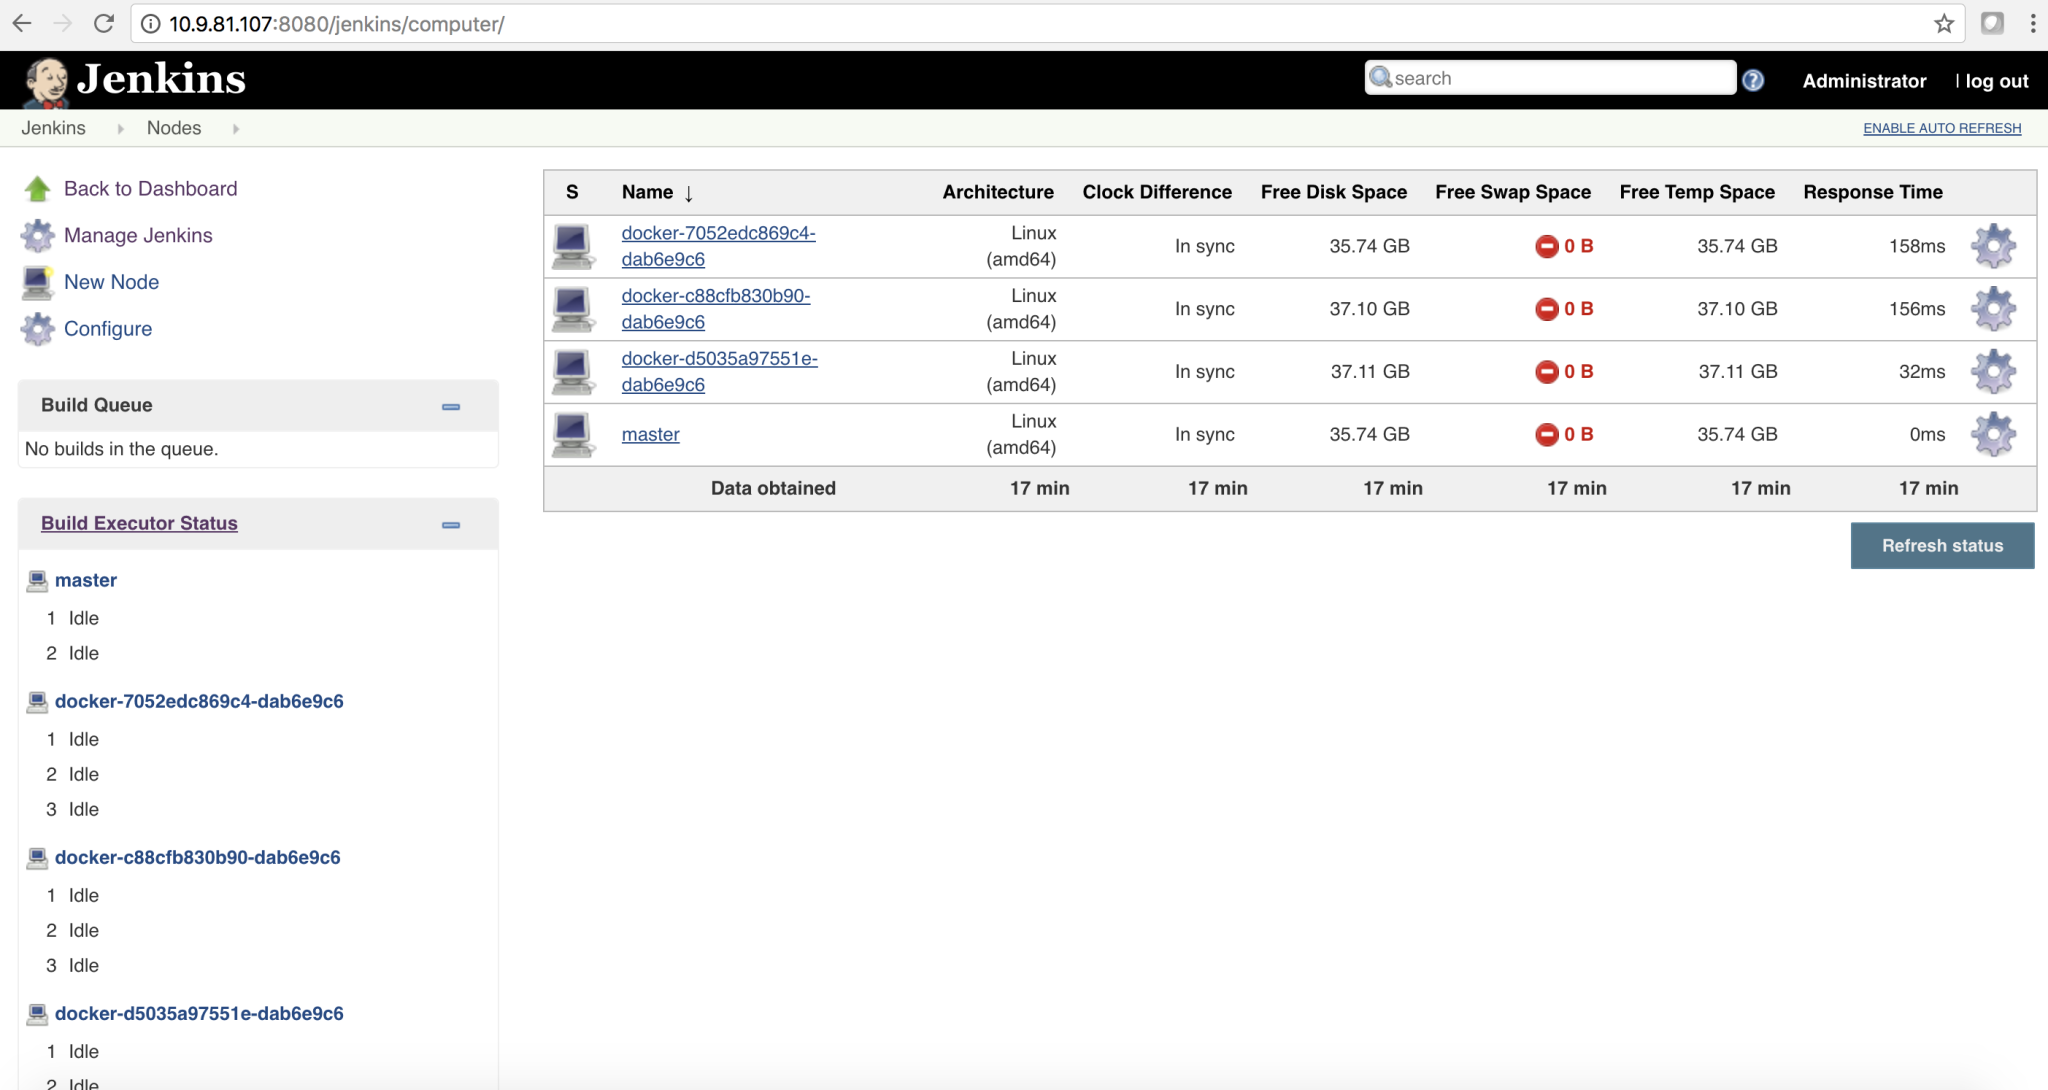 10.9.81.107:8080/jenkins/computer/
Jenkins
search
Administrator
| log out
Jenkins
Nodes
ENABLE AUTO REFRESH
Back to Dashboard
Manage Jenkins
New Node
Configure
Build Queue
No builds in the queue.
Build Executor Status
master
1 Idle
2 Idle
docker-7052edc869c4-dab6e9c6
1 Idle
2 Idle
3 Idle
docker-c88cfb830b90-dab6e9c6
1 Idle
2 Idle
3 Idle
docker-d5035a97551e-dab6e9c6
1 Idle
2 Idle
S Name ↓ Architecture Clock Difference Free Disk Space Free Swap Space Free Temp Space Response Time
docker-7052edc869c4- Linux
dab6e9c6 (amd64) In sync 35.74 GB 0 B 35.74 GB 158ms
docker-c88cfb830b90- Linux
dab6e9c6 (amd64) In sync 37.10 GB 0 B 37.10 GB 156ms
docker-d5035a97551e- Linux
dab6e9c6 (amd64) In sync 37.11 GB 0 B 37.11 GB 32ms
master Linux
(amd64) In sync 35.74 GB 0 B 35.74 GB 0ms
Data obtained 17 min 17 min 17 min 17 min 17 min 17 min
Refresh status